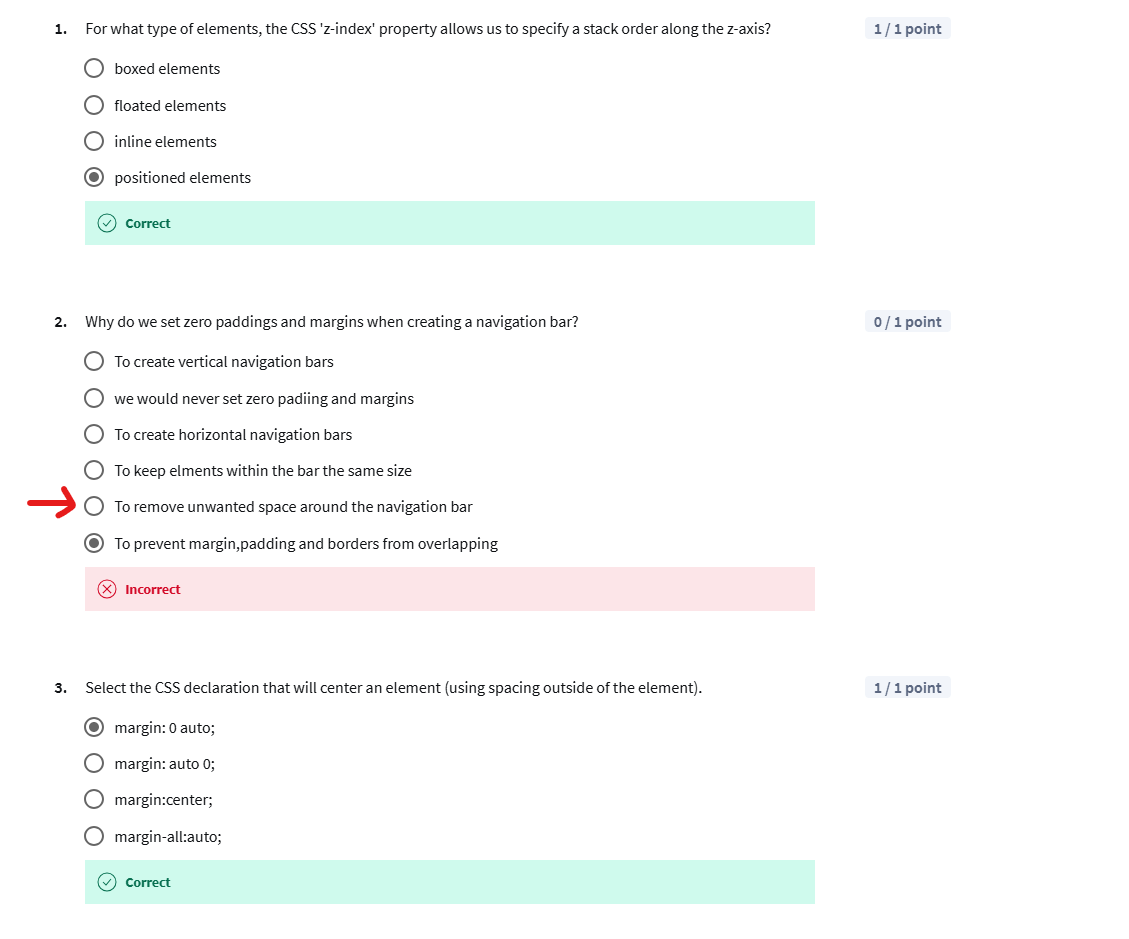 1. For what type of elements, the CSS 'z-index' property allows us to specify a stack order along the z-axis? 1 / 1 point
boxed elements
floated elements
inline elements
positioned elements
Correct
2. Why do we set zero paddings and margins when creating a navigation bar? 0 / 1 point
To create vertical navigation bars
we would never set zero padiing and margins
To create horizontal navigation bars
To keep elments within the bar the same size
To remove unwanted space around the navigation bar
To prevent margin,padding and borders from overlapping
Incorrect
3. Select the CSS declaration that will center an element (using spacing outside of the element). 1 / 1 point
margin: 0 auto;
margin: auto 0;
margin:center;
margin-all:auto;
Correct